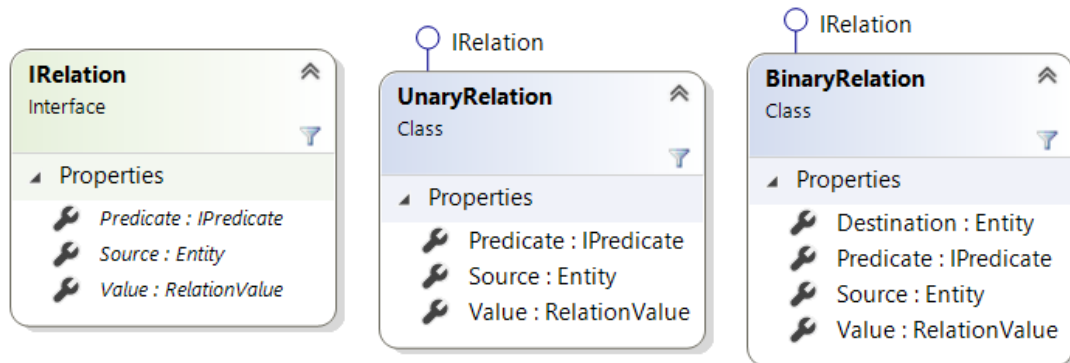 IRelation
Interface
Properties
Predicate : IPredicate
Source : Entity
Value : RelationValue
IRelation
UnaryRelation
Class
Properties
Predicate : IPredicate
Source : Entity
Value : RelationValue
IRelation
BinaryRelation
Class
Properties
Destination : Entity
Predicate : IPredicate
Source : Entity
Value : RelationValue